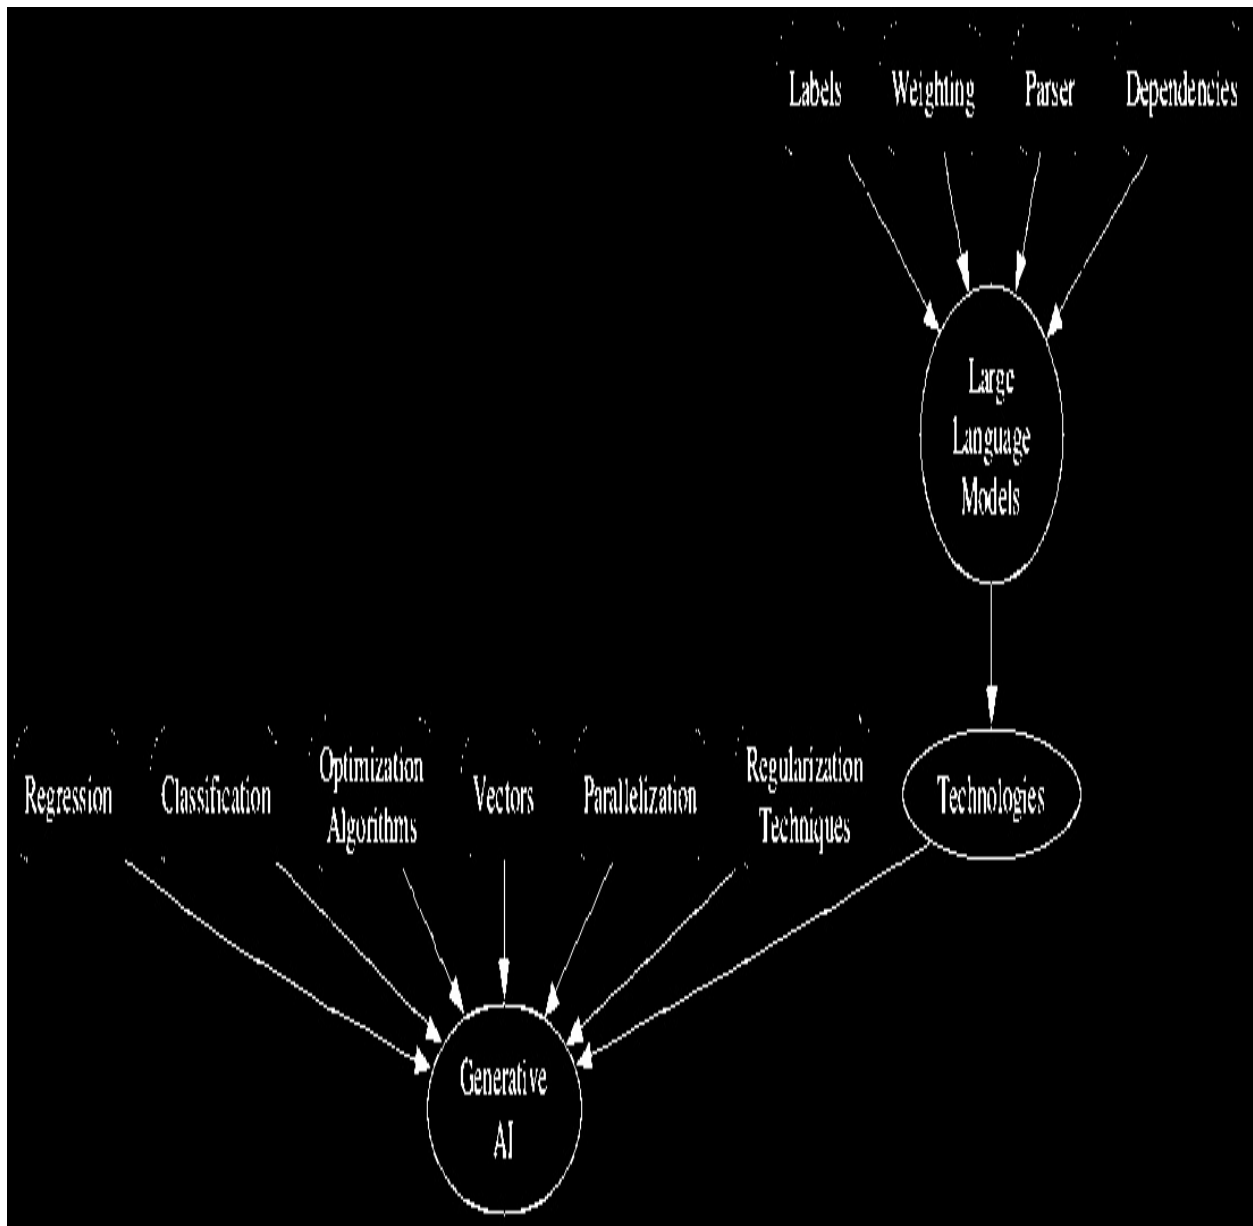 Labels
Weighting
Parser
Dependencies
Large
Language
Models
Regression
Classification
Optimization
Algorithms
Vectors
Parallelization
Regularization
Techniques
Technologies
Generative
AI